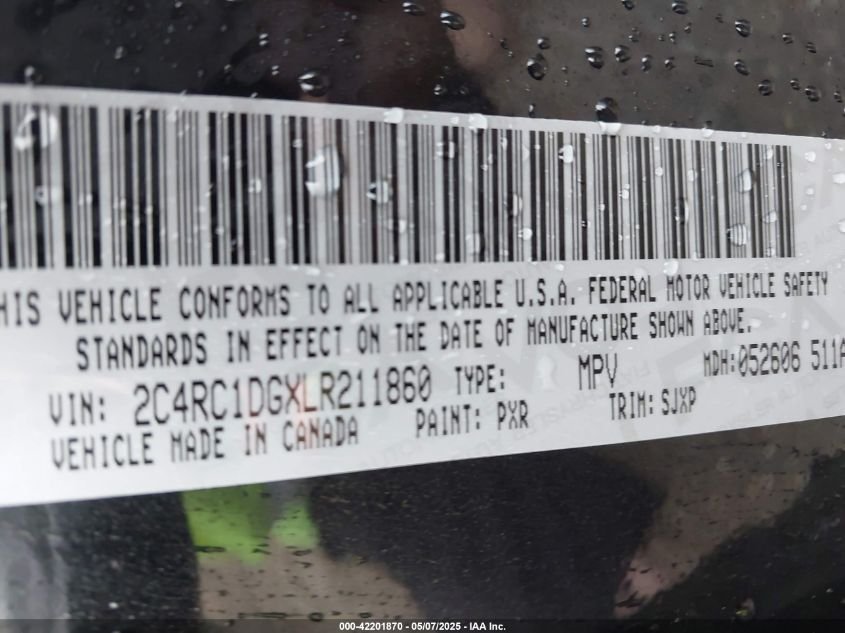 HIS VEHICLE CONFORMS TO ALL APPLICABLE U.S.A. FEDERAL MOTOR VEHICLE SAFETY
STANDARDS IN EFFECT ON THE DATE OF MANUFACTURE SHOWN ABOVE.
VIN: 2C4RC1DGXLR211860 TYPE: MPV MDH:052606 511A
VEHICLE MADE IN CANADA PAINT: PXR TRIM: SJXP
000-42201870 - 05/07/2025 - IAA Inc.